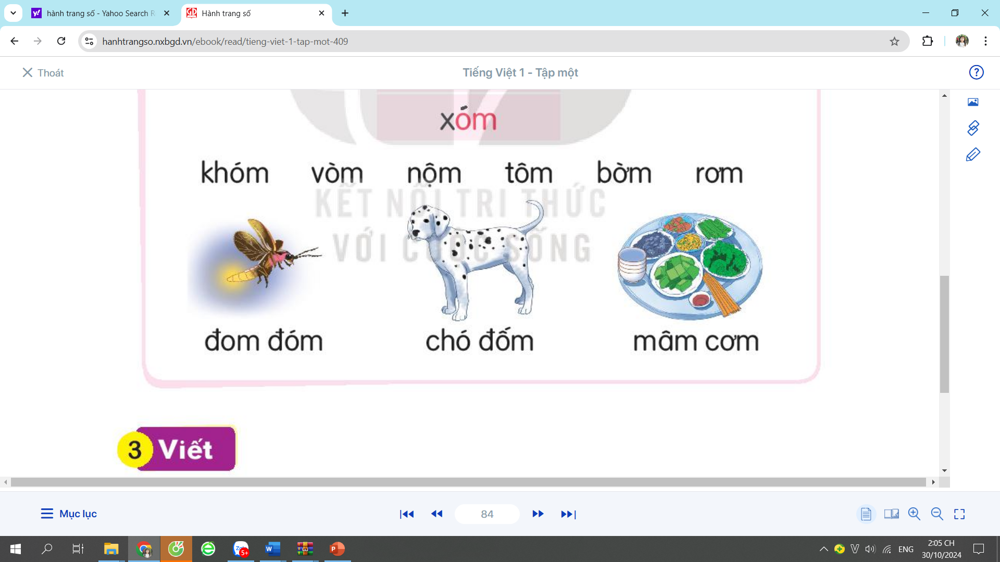 hành trang số - Yahoo Search R
Hành trang số
hanhtrangso.nxbgd.vn/ebook/read/tieng-viet-1-tap-mot-409
Thoát
Tiếng Việt 1 - Tập một
xóm
khóm vòm nộm tôm bờm rơm
KẾT NỐI TRI THỨC
VỚI CUỘC SỐNG
đom đóm chó đốm mâm cơm
3 Viết
Mục lục
84
ENG
2:05 CH
30/10/2024
5+